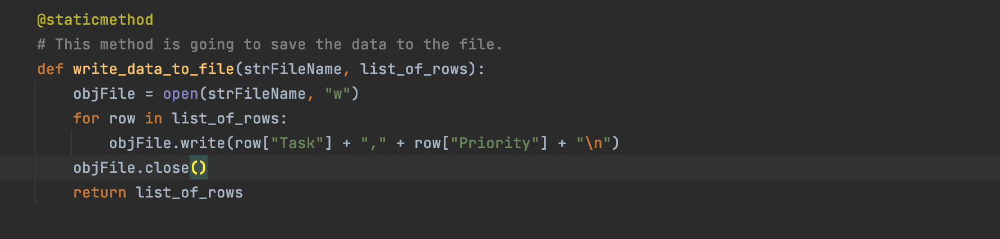 @staticmethod
# This method is going to save the data to the file.
def write_data_to_file(strFileName, list_of_rows):
    objFile = open(strFileName, "w")
    for row in list_of_rows:
        objFile.write(row["Task"] + "," + row["Priority"] + "\n")
    objFile.close()
    return list_of_rows